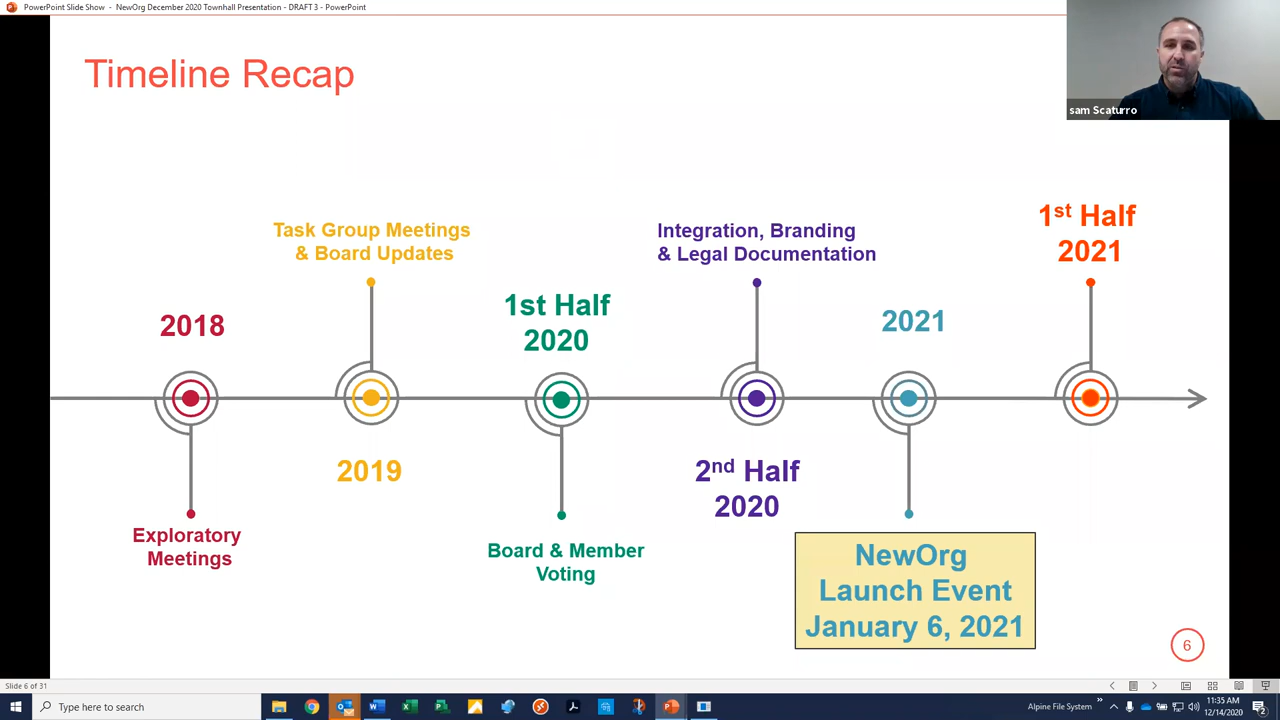 PowerPoint Slide Show - NewOrg December 2020 Townhall Presentation - DRAFT 3 - PowerPoint
sam Scaturro
Timeline Recap
2018
Exploratory
Meetings
Task Group Meetings
& Board Updates
2019
1st Half
2020
Board & Member
Voting
Integration, Branding
& Legal Documentation
2nd Half
2020
2021
NewOrg
Launch Event
January 6, 2021
1st Half
2021
6
Slide 6 of 31
Type here to search
Alpine File System
11:35 AM
12/14/2020
2